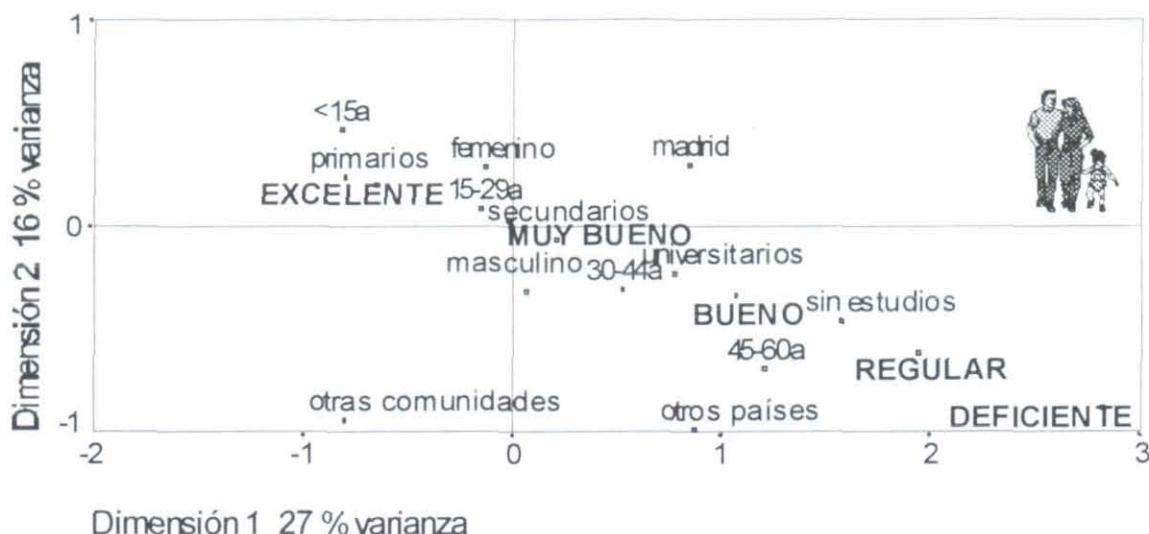 1
<15a
primarios
femenino
madrid
EXCELENTE
15-29a
secundarios
0
MUY BUENO
masculino
30-44a
universitarios
BUENO
sin estudios
45-60a
REGULAR
otras comunidades
otros países
DEFICIENTE
-1
-2
-1
0
1
2
3
Dimensión 2 16 % varianza
Dimensión 1 27 % varianza